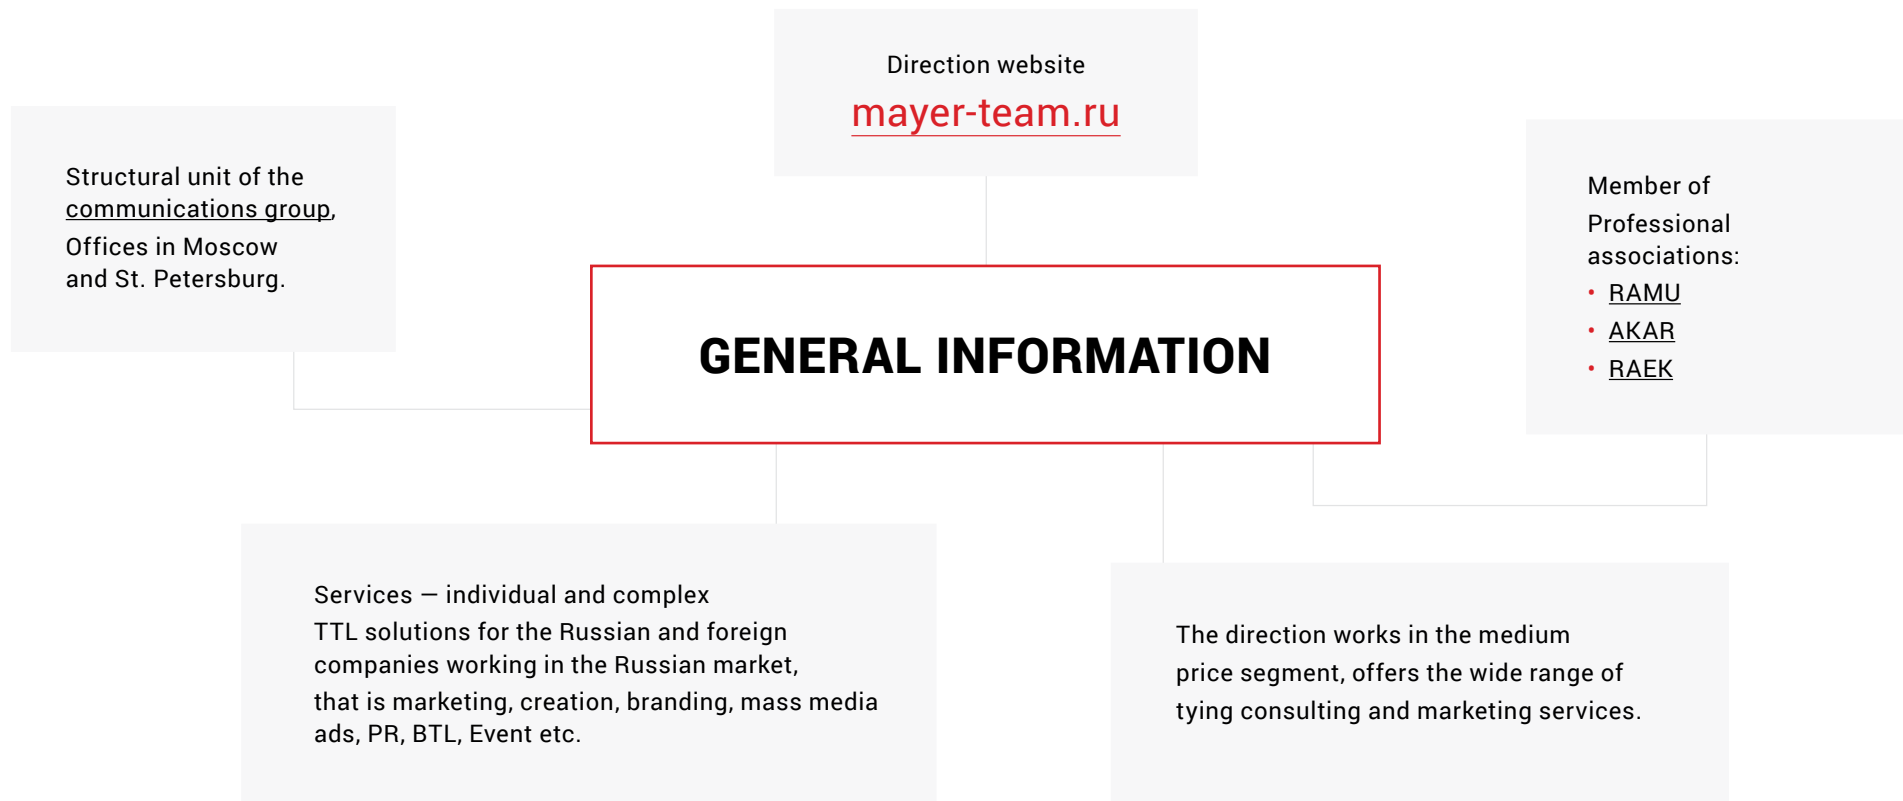 Direction website
mayer-team.ru
Structural unit of the
communications group,
Offices in Moscow
and St. Petersburg.
Member of
Professional
associations:
• RAMU
• AKAR
• RAEK
GENERAL INFORMATION
Services — individual and complex
TTL solutions for the Russian and foreign
companies working in the Russian market,
that is marketing, creation, branding, mass media
ads, PR, BTL, Event etc.
The direction works in the medium
price segment, offers the wide range of
tying consulting and marketing services.